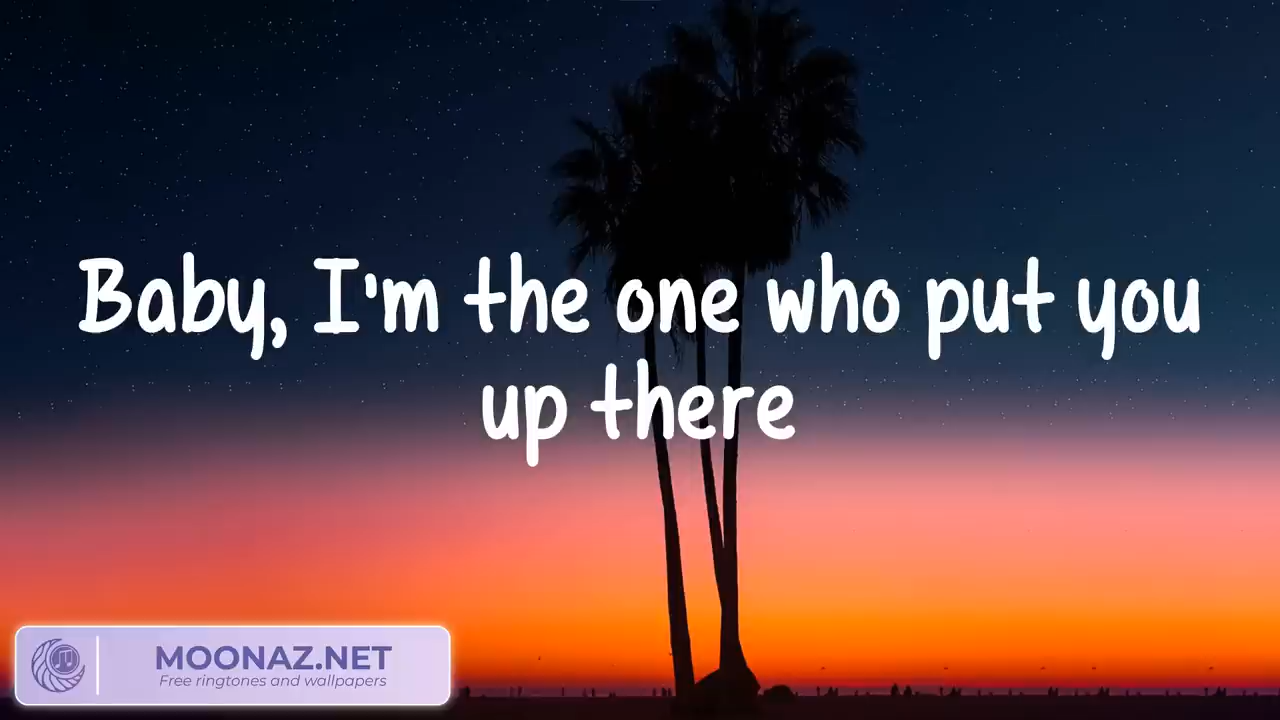 Baby, I'm the one who put you
up there
MOONAZ.NET
Free ringtones and wallpapers